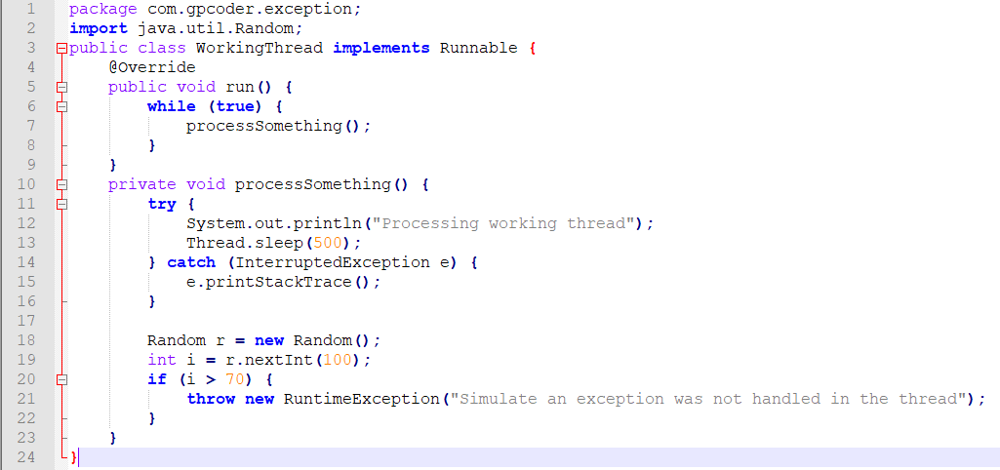 1 package com.gpcoder.exception;
2 import java.util.Random;
3 public class WorkingThread implements Runnable {
4     @Override
5     public void run() {
6         while (true) {
7             processSomething();
8         }
9     }
10     private void processSomething() {
11         try {
12             System.out.println("Processing working thread");
13             Thread.sleep(500);
14         } catch (InterruptedException e) {
15             e.printStackTrace();
16         }
17
18         Random r = new Random();
19         int i = r.nextInt(100);
20         if (i > 70) {
21             throw new RuntimeException("Simulate an exception was not handled in the thread");
22         }
23     }
24 }